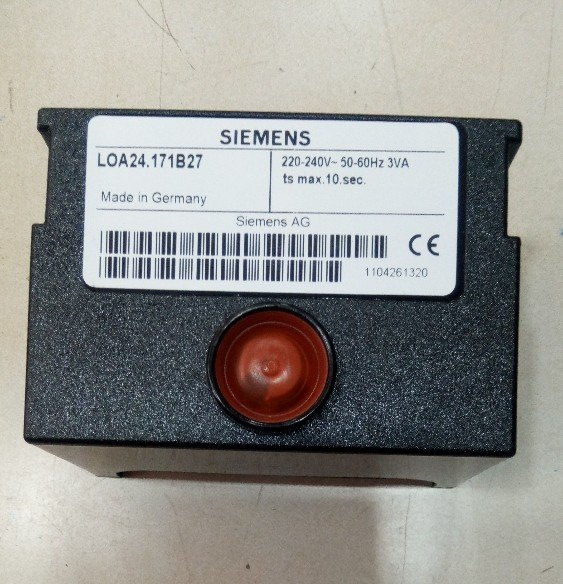 SIEMENS
LOA24.171B27
220-240V~ 50-60Hz 3VA
ts max.10.sec.
Made in Germany
Siemens AG
CE
1104261320